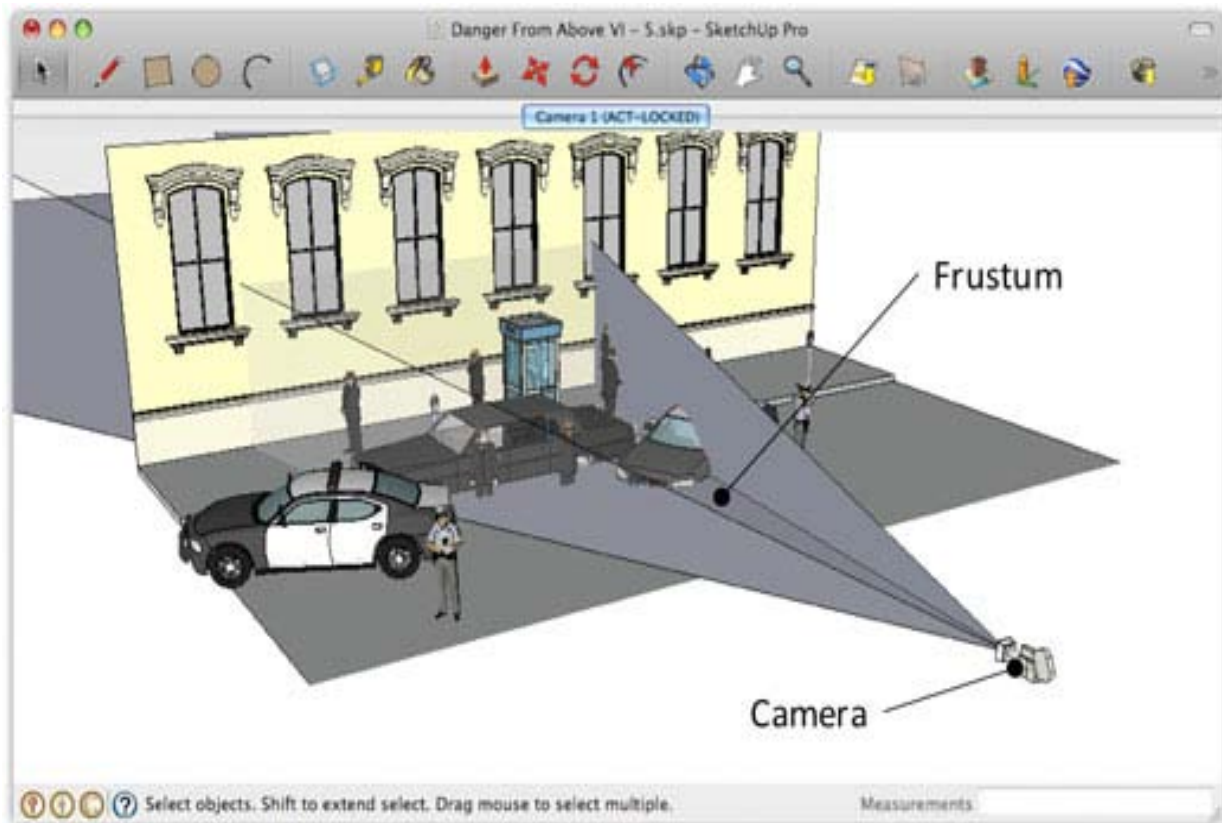 Danger From Above VI – 5.skp – SketchUp Pro
Camera 1 (ACT-LOCKED)
Frustum
Camera
Select objects. Shift to extend select. Drag mouse to select multiple.
Measurements